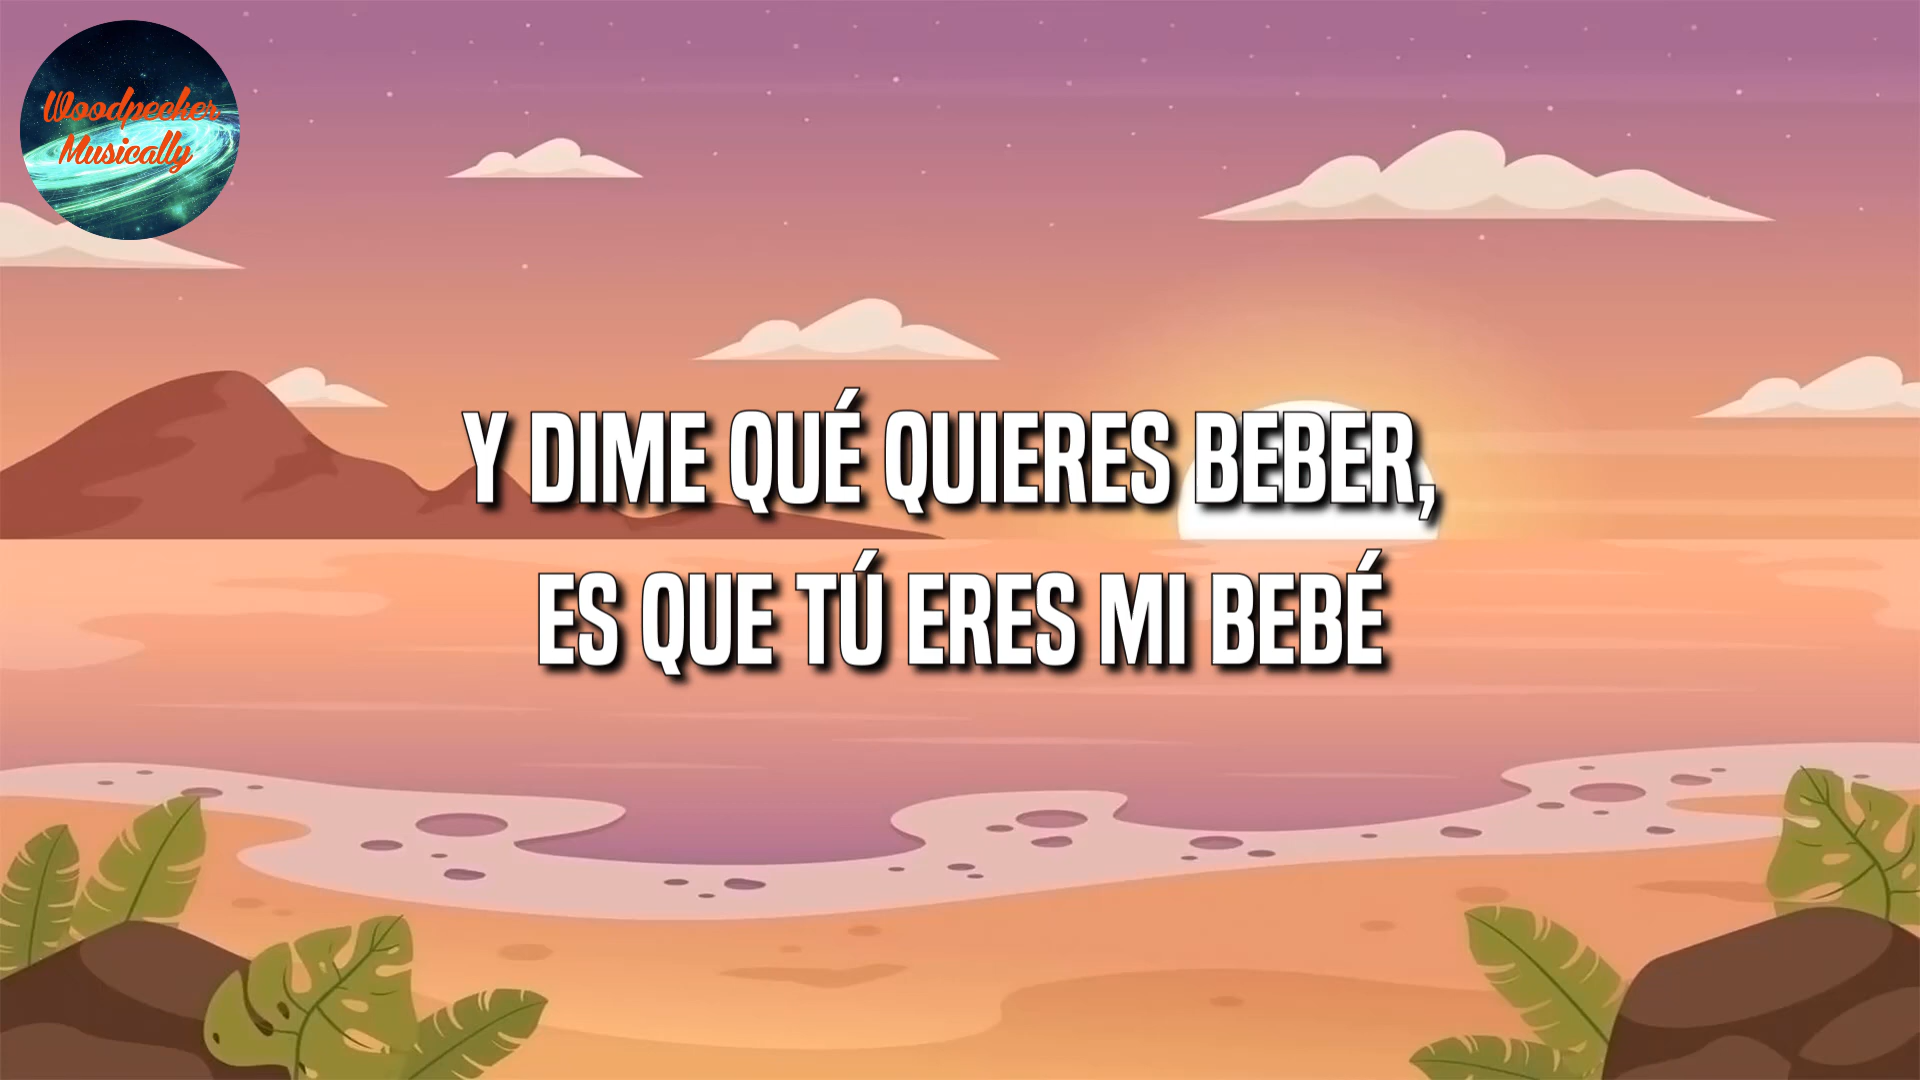 Woodpecker
Musically
Y DIME QUÉ QUIERES BEBER,
ES QUE TÚ ERES MI BEBÉ